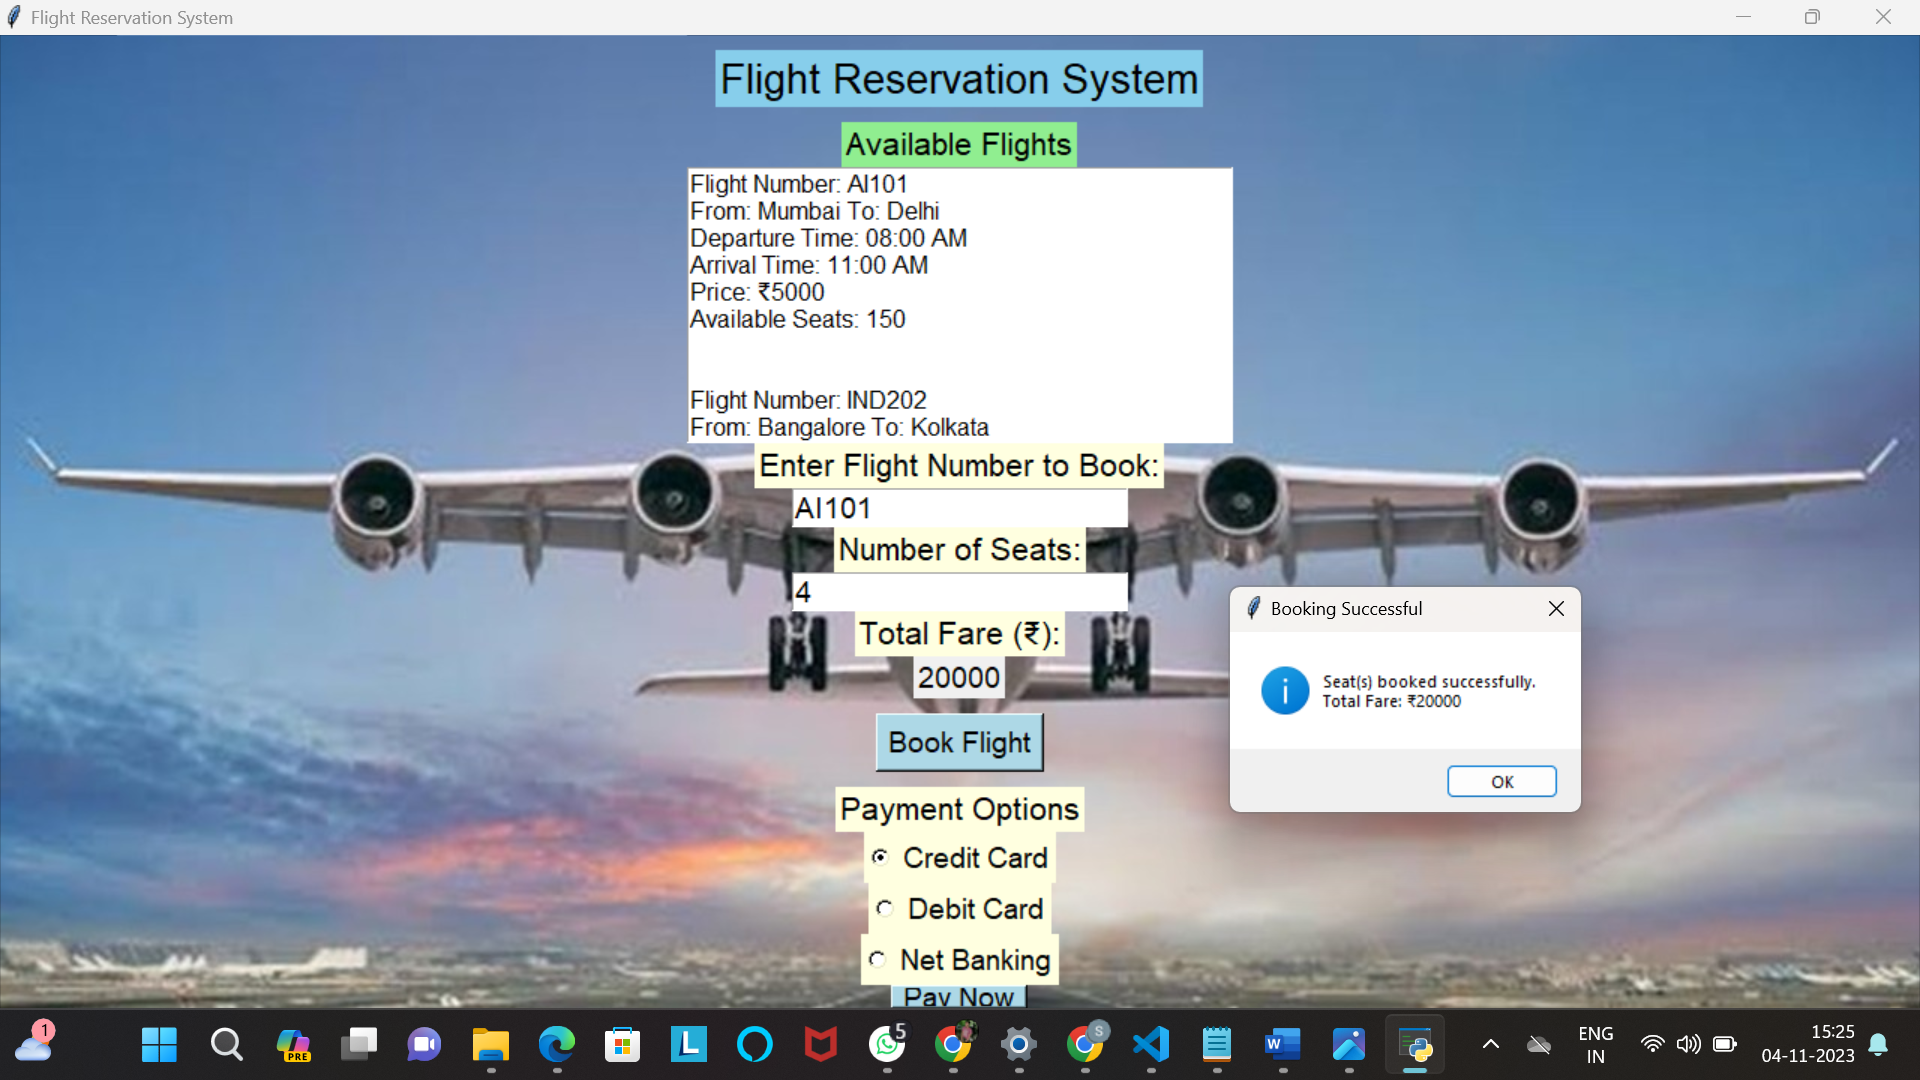 Flight Reservation System
Flight Reservation System
Available Flights
Flight Number: AI101
From: Mumbai To: Delhi
Departure Time: 08:00 AM
Arrival Time: 11:00 AM
Price: ₹5000
Available Seats: 150
Flight Number: IND202
From: Bangalore To: Kolkata
Enter Flight Number to Book:
AI101
Number of Seats:
4
Total Fare (₹):
20000
Book Flight
Booking Successful
Seat(s) booked successfully.
Total Fare: ₹20000
OK
Payment Options
Credit Card
Debit Card
Net Banking
Pay Now
1
PRE
L
5
S
W
ENG
IN
15:25
04-11-2023